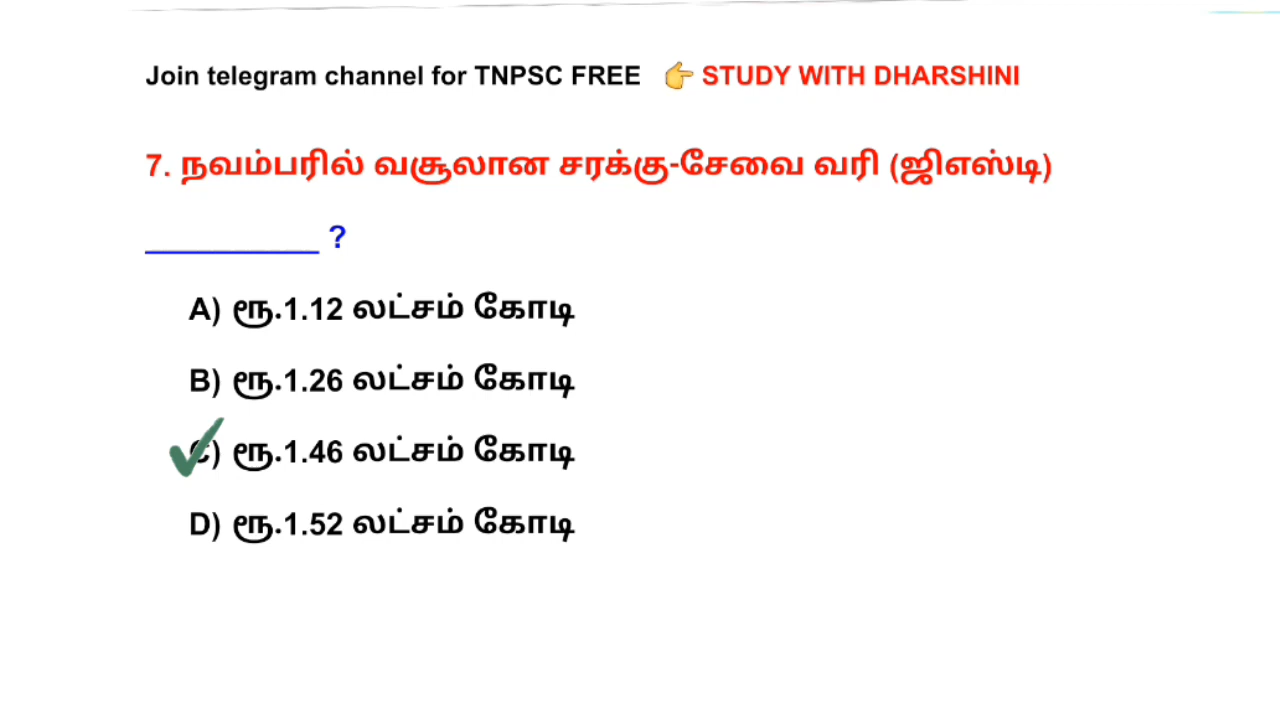 Join telegram channel for TNPSC FREE 👉 STUDY WITH DHARSHINI
7. நவம்பரில் வசூலான சரக்கு-சேவை வரி (ஜிஎஸ்டி)
__________ ?
A) ரூ.1.12 லட்சம் கோடி
B) ரூ.1.26 லட்சம் கோடி
C) ரூ.1.46 லட்சம் கோடி
D) ரூ.1.52 லட்சம் கோடி